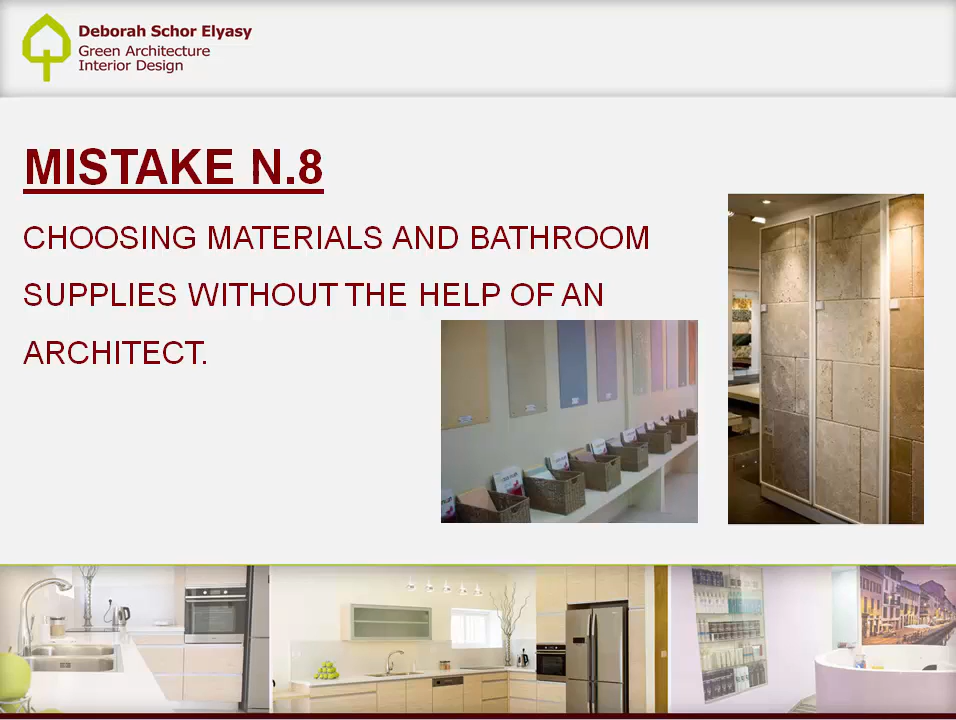 Deborah Schor Elyasy
Green Architecture
Interior Design
MISTAKE N.8
CHOOSING MATERIALS AND BATHROOM
SUPPLIES WITHOUT THE HELP OF AN
ARCHITECT.